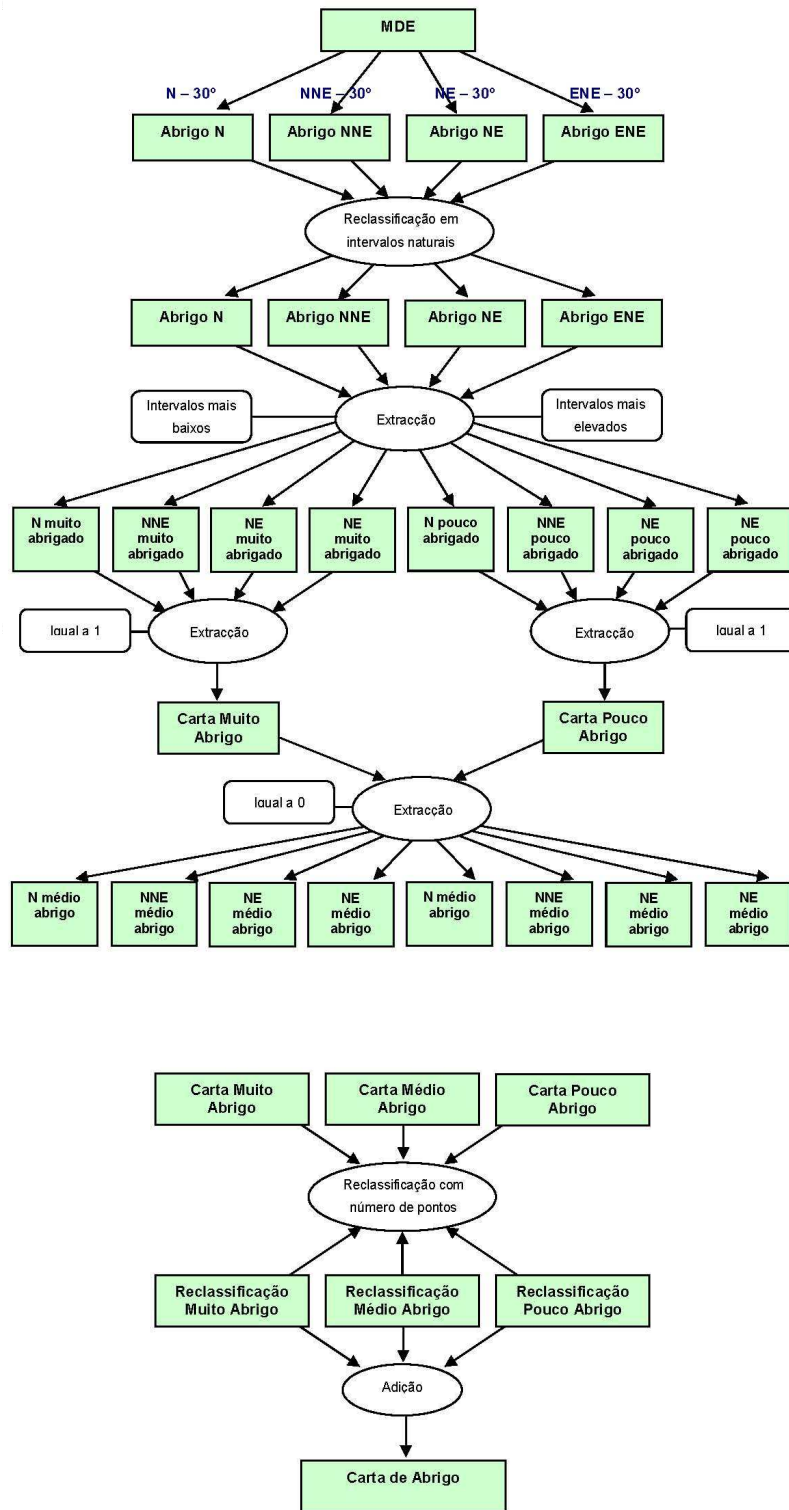 MDE
N – 30º
NNE – 30º
NE – 30º
ENE – 30º
Abrigo N
Abrigo NNE
Abrigo NE
Abrigo ENE
Reclassificação em
intervalos naturais
Abrigo N
Abrigo NNE
Abrigo NE
Abrigo ENE
Intervalos mais
baixos
Extracção
Intervalos mais
elevados
N muito
abrigado
NNE
muito
abrigado
NE
muito
abrigado
NE
muito
abrigado
N pouco
abrigado
NNE
pouco
abrigado
NE
pouco
abrigado
NE
pouco
abrigado
Igual a 1
Extracção
Extracção
Igual a 1
Carta Muito
Abrigo
Carta Pouco
Abrigo
Igual a 0
Extracção
N médio
abrigo
NNE
médio
abrigo
NE
médio
abrigo
NE
médio
abrigo
N médio
abrigo
NNE
médio
abrigo
NE
médio
abrigo
NE
médio
abrigo
Carta Muito
Abrigo
Carta Médio
Abrigo
Carta Pouco
Abrigo
Reclassificação com
número de pontos
Reclassificação
Muito Abrigo
Reclassificação
Médio Abrigo
Reclassificação
Pouco Abrigo
Adição
Carta de Abrigo